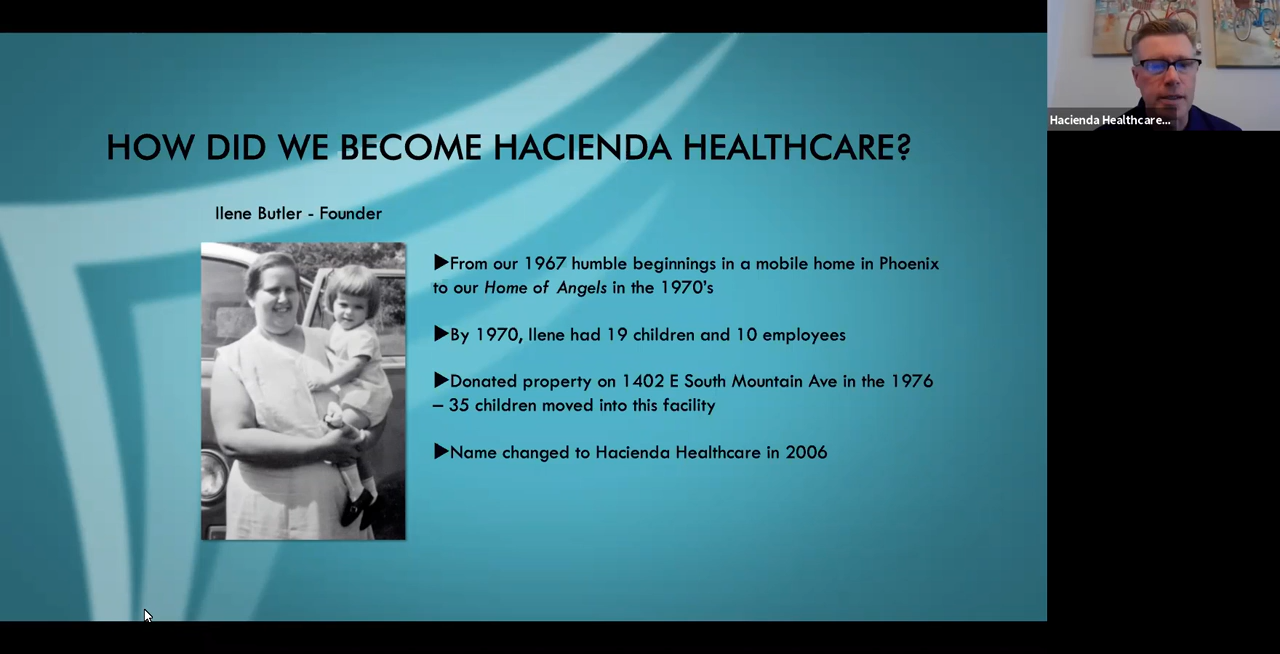 HOW DID WE BECOME HACIENDA HEALTHCARE?
Ilene Butler - Founder
▶From our 1967 humble beginnings in a mobile home in Phoenix
to our Home of Angels in the 1970's
▶By 1970, Ilene had 19 children and 10 employees
▶Donated property on 1402 E South Mountain Ave in the 1976
– 35 children moved into this facility
▶Name changed to Hacienda Healthcare in 2006
Hacienda Healthcare...